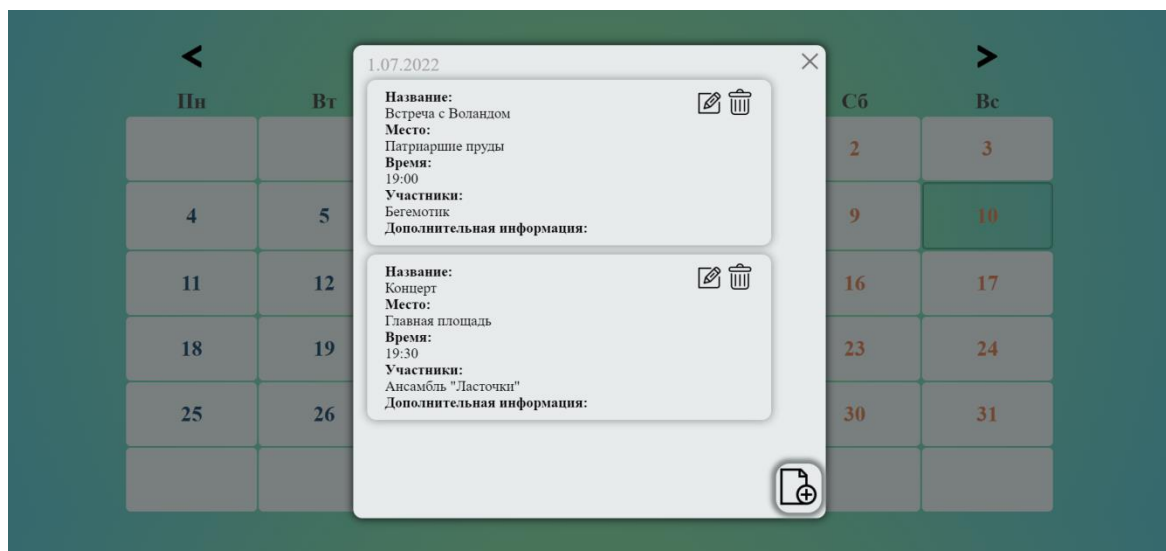 < >
Пн Вт Сб Вс
2 3
4 5 9 10
11 12 16 17
18 19 23 24
25 26 30 31
1.07.2022
Название:
Встреча с Воландом
Место:
Патриаршие пруды
Время:
19:00
Участники:
Бегемотик
Дополнительная информация:
Название:
Концерт
Место:
Главная площадь
Время:
19:30
Участники:
Ансамбль "Ласточки"
Дополнительная информация: